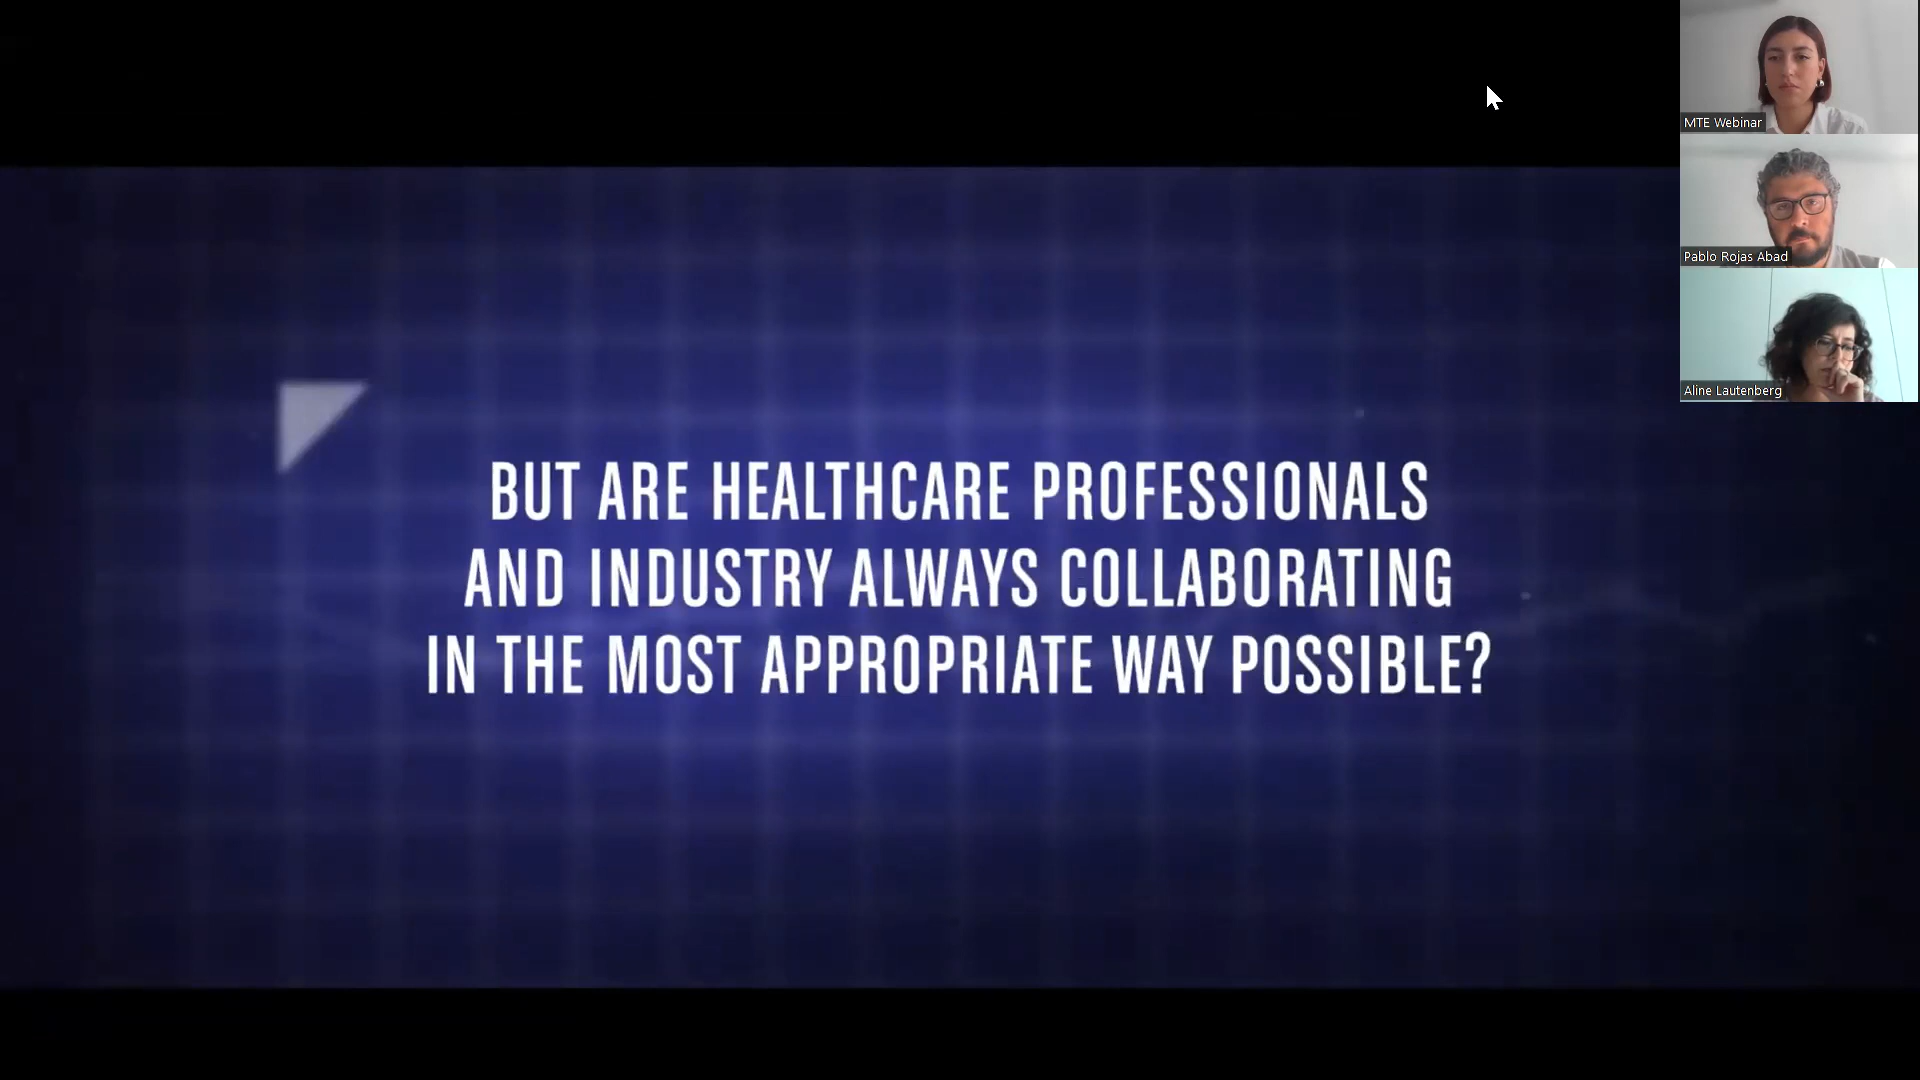 MTE Webinar
Pablo Rojas Abad
Aline Lautenberg
BUT ARE HEALTHCARE PROFESSIONALS
AND INDUSTRY ALWAYS COLLABORATING
IN THE MOST APPROPRIATE WAY POSSIBLE?